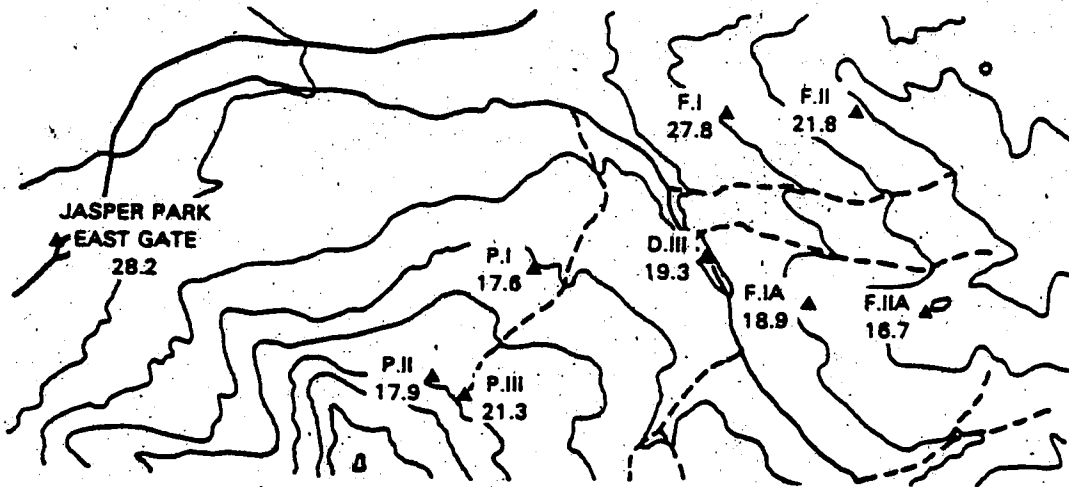 F.I
27.8
F.II
21.8
JASPER PARK
EAST GATE
28.2
P.I
17.6
D.III
19.3
F.IA
18.9
F.IIA
16.7
P.II
17.9
P.III
21.3